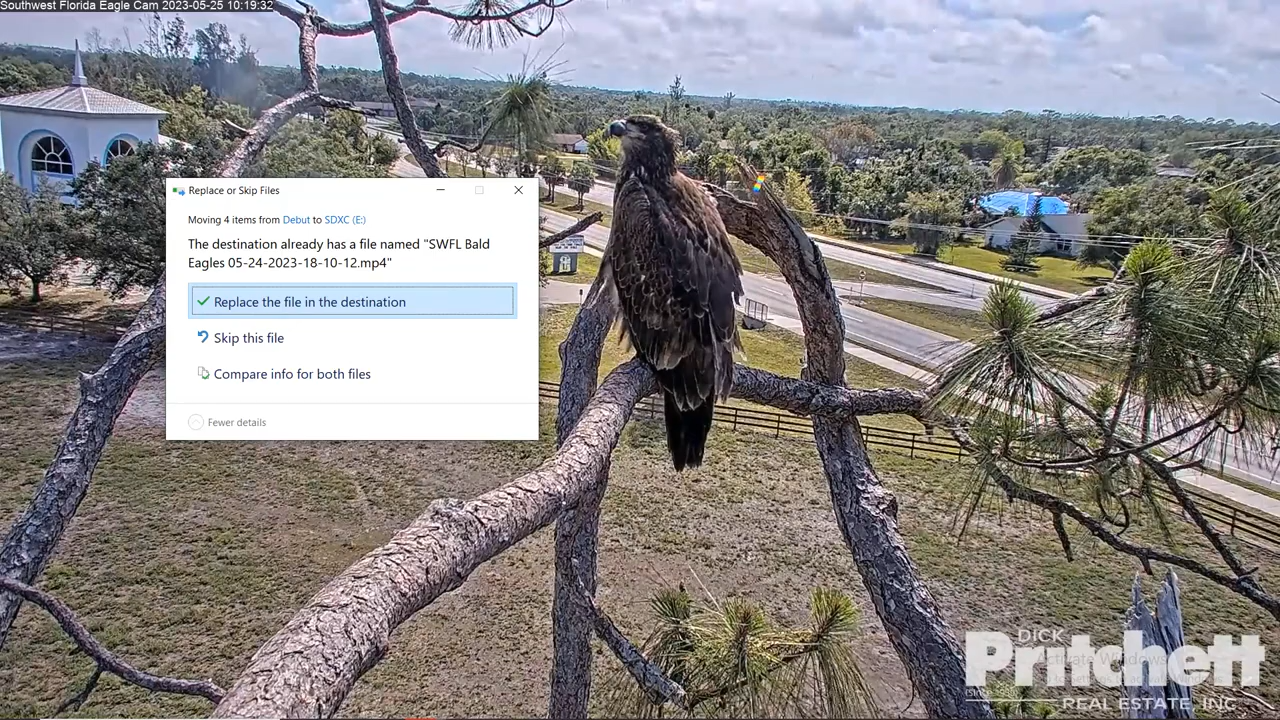 Southwest Florida Eagle Cam 2023-05-25 10:19:32
Replace or Skip Files
Moving 4 items from Debut to SDXC (E:)
The destination already has a file named "SWFL Bald
Eagles 05-24-2023-18-10-12.mp4"
Replace the file in the destination
Skip this file
Compare info for both files
Fewer details
DICK
Pritchett
REAL ESTATE, INC